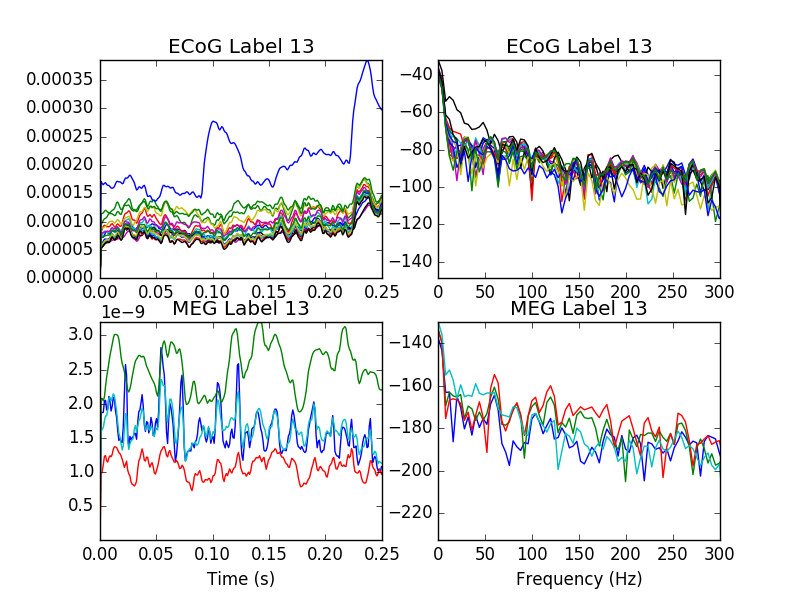 ECoG Label 13
0.00035
0.00030
0.00025
0.00020
0.00015
0.00010
0.00005
0.00000
0.00 0.05 0.10 0.15 0.20 0.25
ECoG Label 13
−40
−60
−80
−100
−120
−140
0 50 100 150 200 250 300
MEG Label 13
1e−9
3.0
2.5
2.0
1.5
1.0
0.5
0.00 0.05 0.10 0.15 0.20 0.25
Time (s)
MEG Label 13
−140
−160
−180
−200
−220
0 50 100 150 200 250 300
Frequency (Hz)